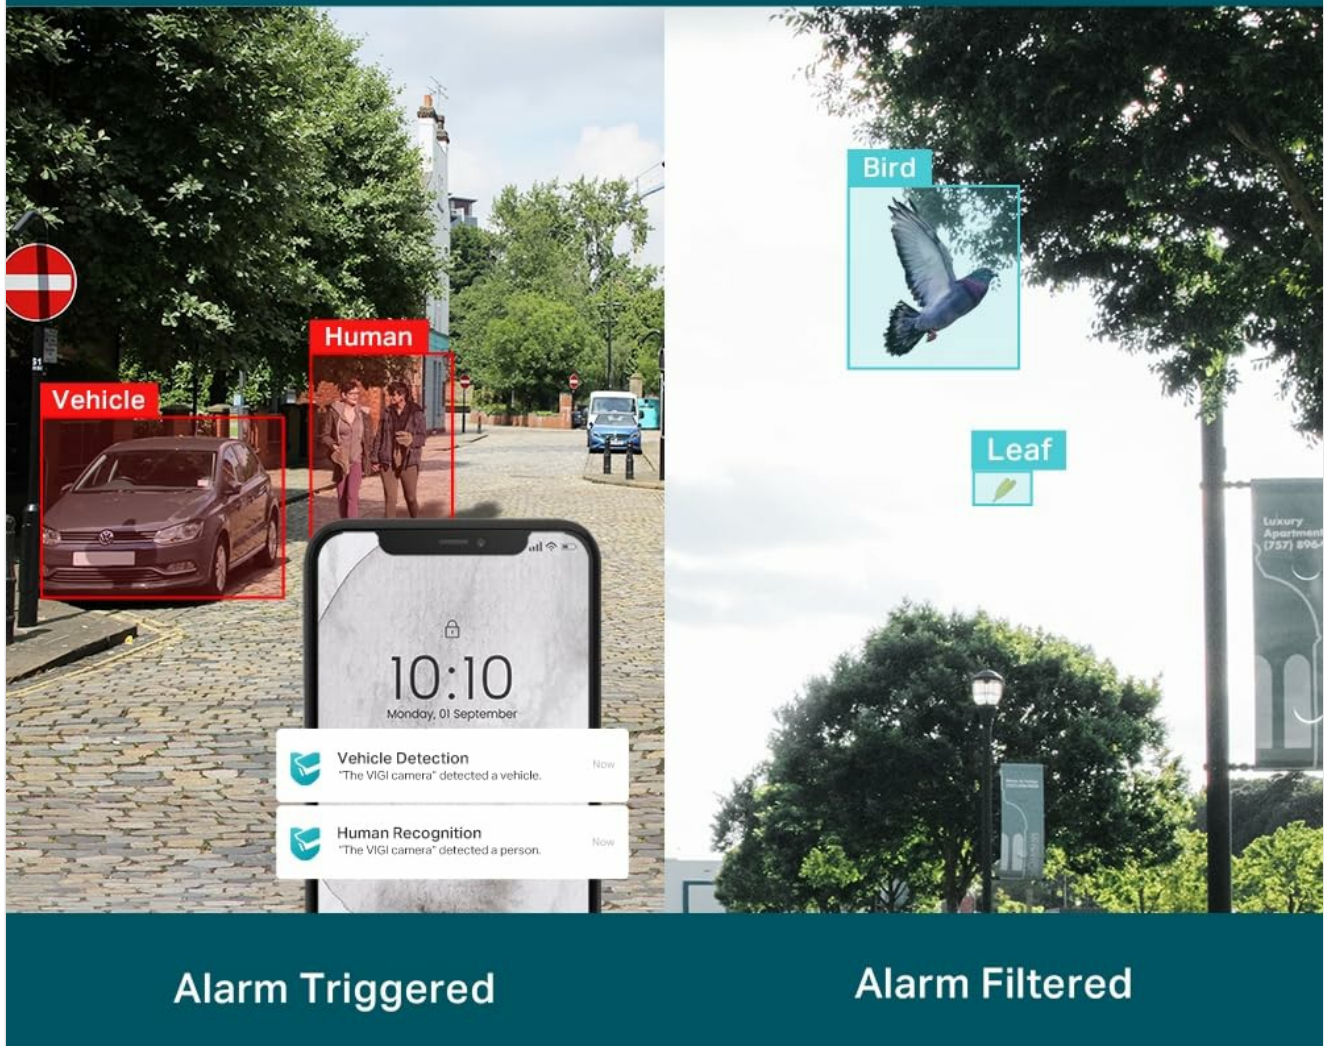 Vehicle
Human
10:10
Monday, 01 September
Vehicle Detection
Now
"The VIGI camera" detected a vehicle.
Human Recognition
Now
"The VIGI camera" detected a person.
Alarm Triggered
Bird
Leaf
Luxury
Apartment
(757) 896-
Alarm Filtered